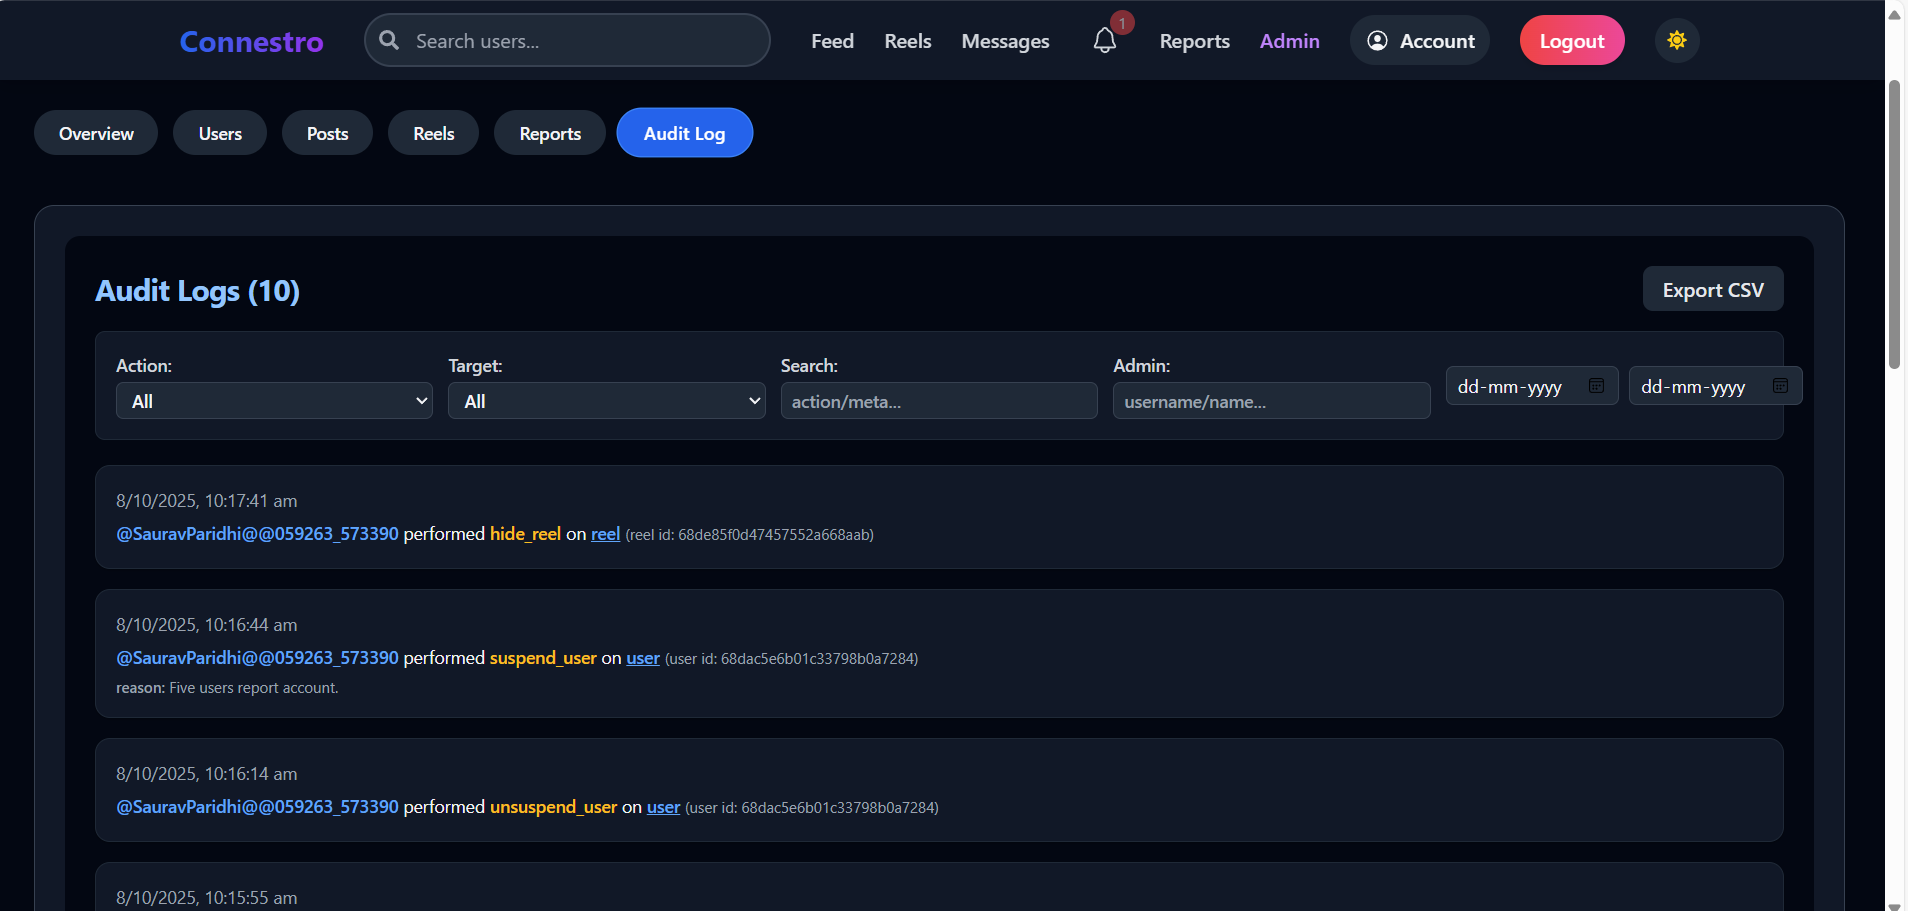 Connestro
Search users...
Feed
Reels
Messages
1
Reports
Admin
Account
Logout
Overview
Users
Posts
Reels
Reports
Audit Log
Audit Logs (10)
Export CSV
Action:
Target:
Search:
Admin:
All
All
action/meta...
username/name...
dd-mm-yyyy
dd-mm-yyyy
8/10/2025, 10:17:41 am
@SauravParidhi@@059263_573390 performed hide_reel on reel (reel id: 68de85f0d47457552a668aab)
8/10/2025, 10:16:44 am
@SauravParidhi@@059263_573390 performed suspend_user on user (user id: 68dac5e6b01c33798b0a7284)
reason: Five users report account.
8/10/2025, 10:16:14 am
@SauravParidhi@@059263_573390 performed unsuspend_user on user (user id: 68dac5e6b01c33798b0a7284)
8/10/2025, 10:15:55 am